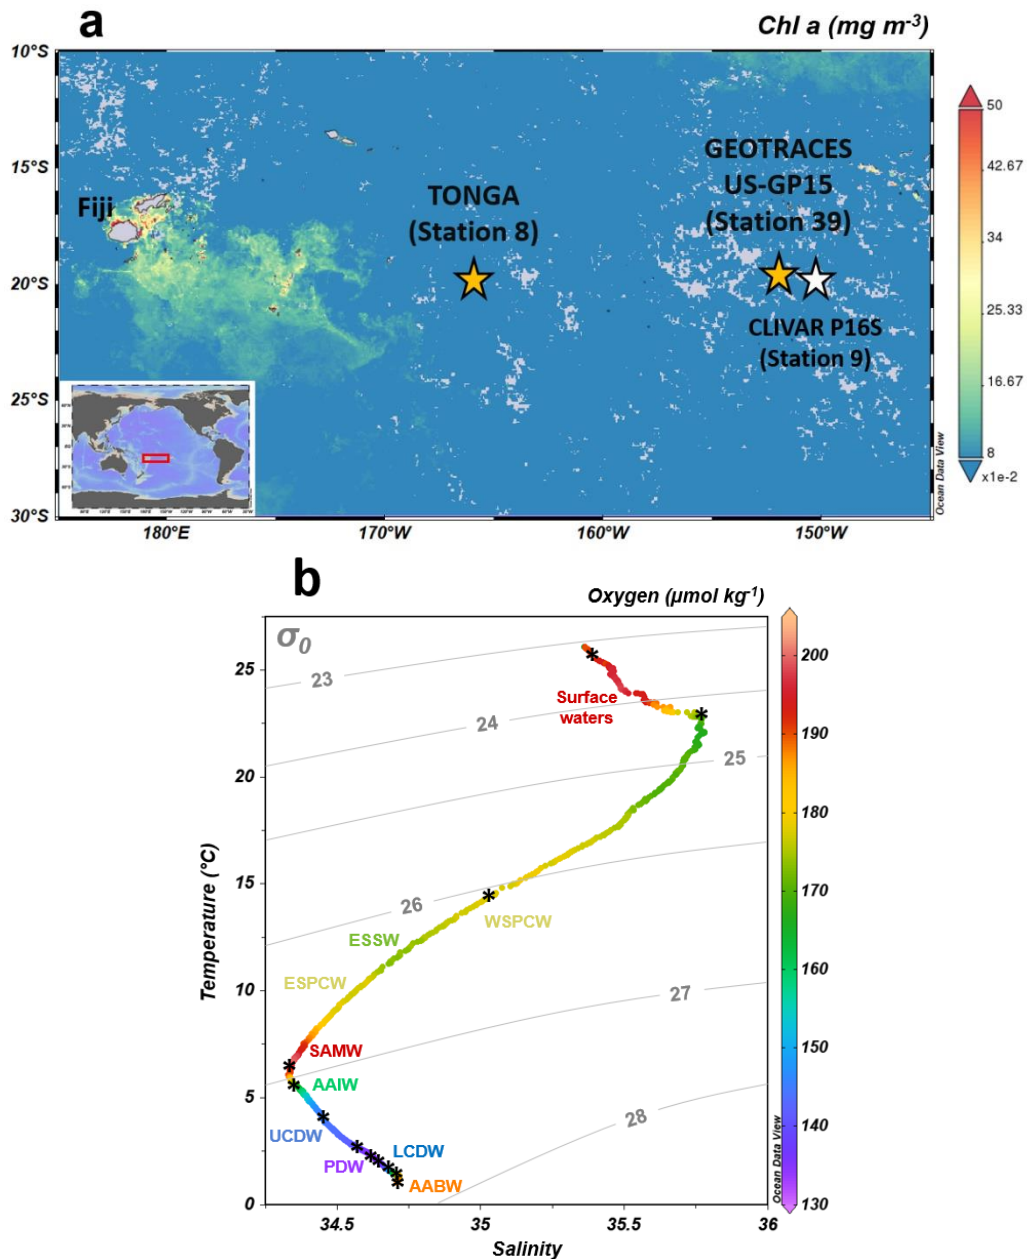 a
Chl a (mg m-3)
10°S
15°S
20°S
25°S
30°S
Fiji
TONGA
(Station 8)
GEOTRACES
US-GP15
(Station 39)
CLIVAR P16S
(Station 9)
50
42.67
34
25.33
16.67
8
x1e-2
Ocean Data View
180°E
170°W
160°W
150°W
b
Oxygen (µmol kg-1)
σ0
23
24
25
26
27
28
Surface
waters
WSPCW
ESSW
ESPCW
SAMW
AAIW
UCDW
LCDW
PDW
AABW
Temperature (°C)
25
20
15
10
5
0
34.5
35
35.5
36
Salinity
200
190
180
170
160
150
140
130
Ocean Data View